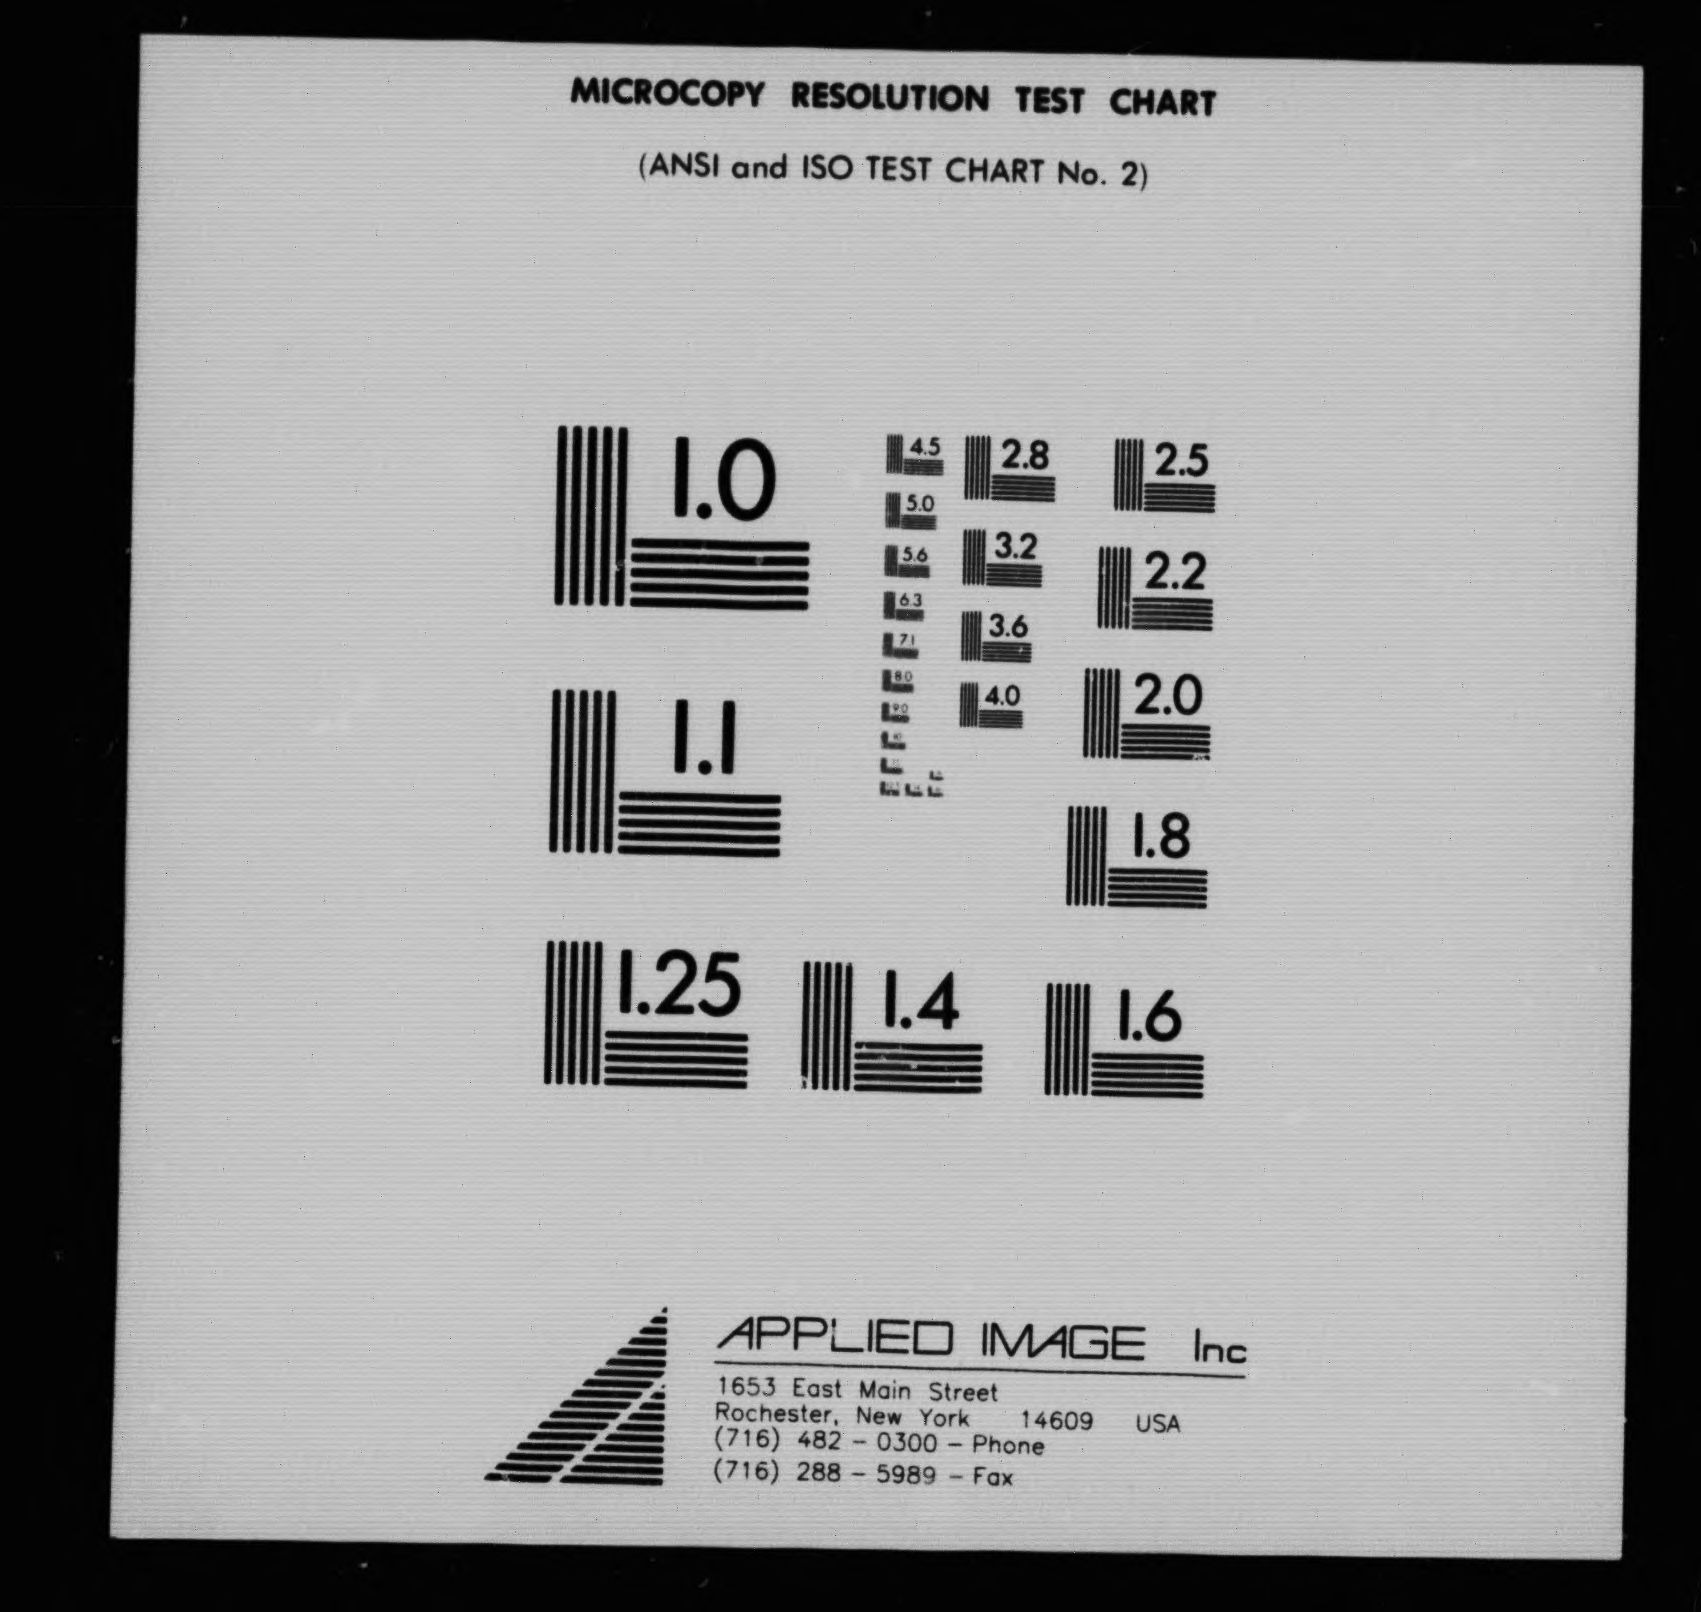 MICROCOPY RESOLUTION TEST CHART
(ANSI and ISO TEST CHART No. 2)
1.0
1.1
1.25
1.4
1.6
1.8
2.0
2.2
2.5
2.8
3.2
3.6
4.0
4.5
5.0
5.6
6.3
7.1
8.0
9.0
APPLIED IMAGE Inc
1653 East Main Street
Rochester, New York 14609 USA
(716) 482 - 0300 - Phone
(716) 288 - 5989 - Fax